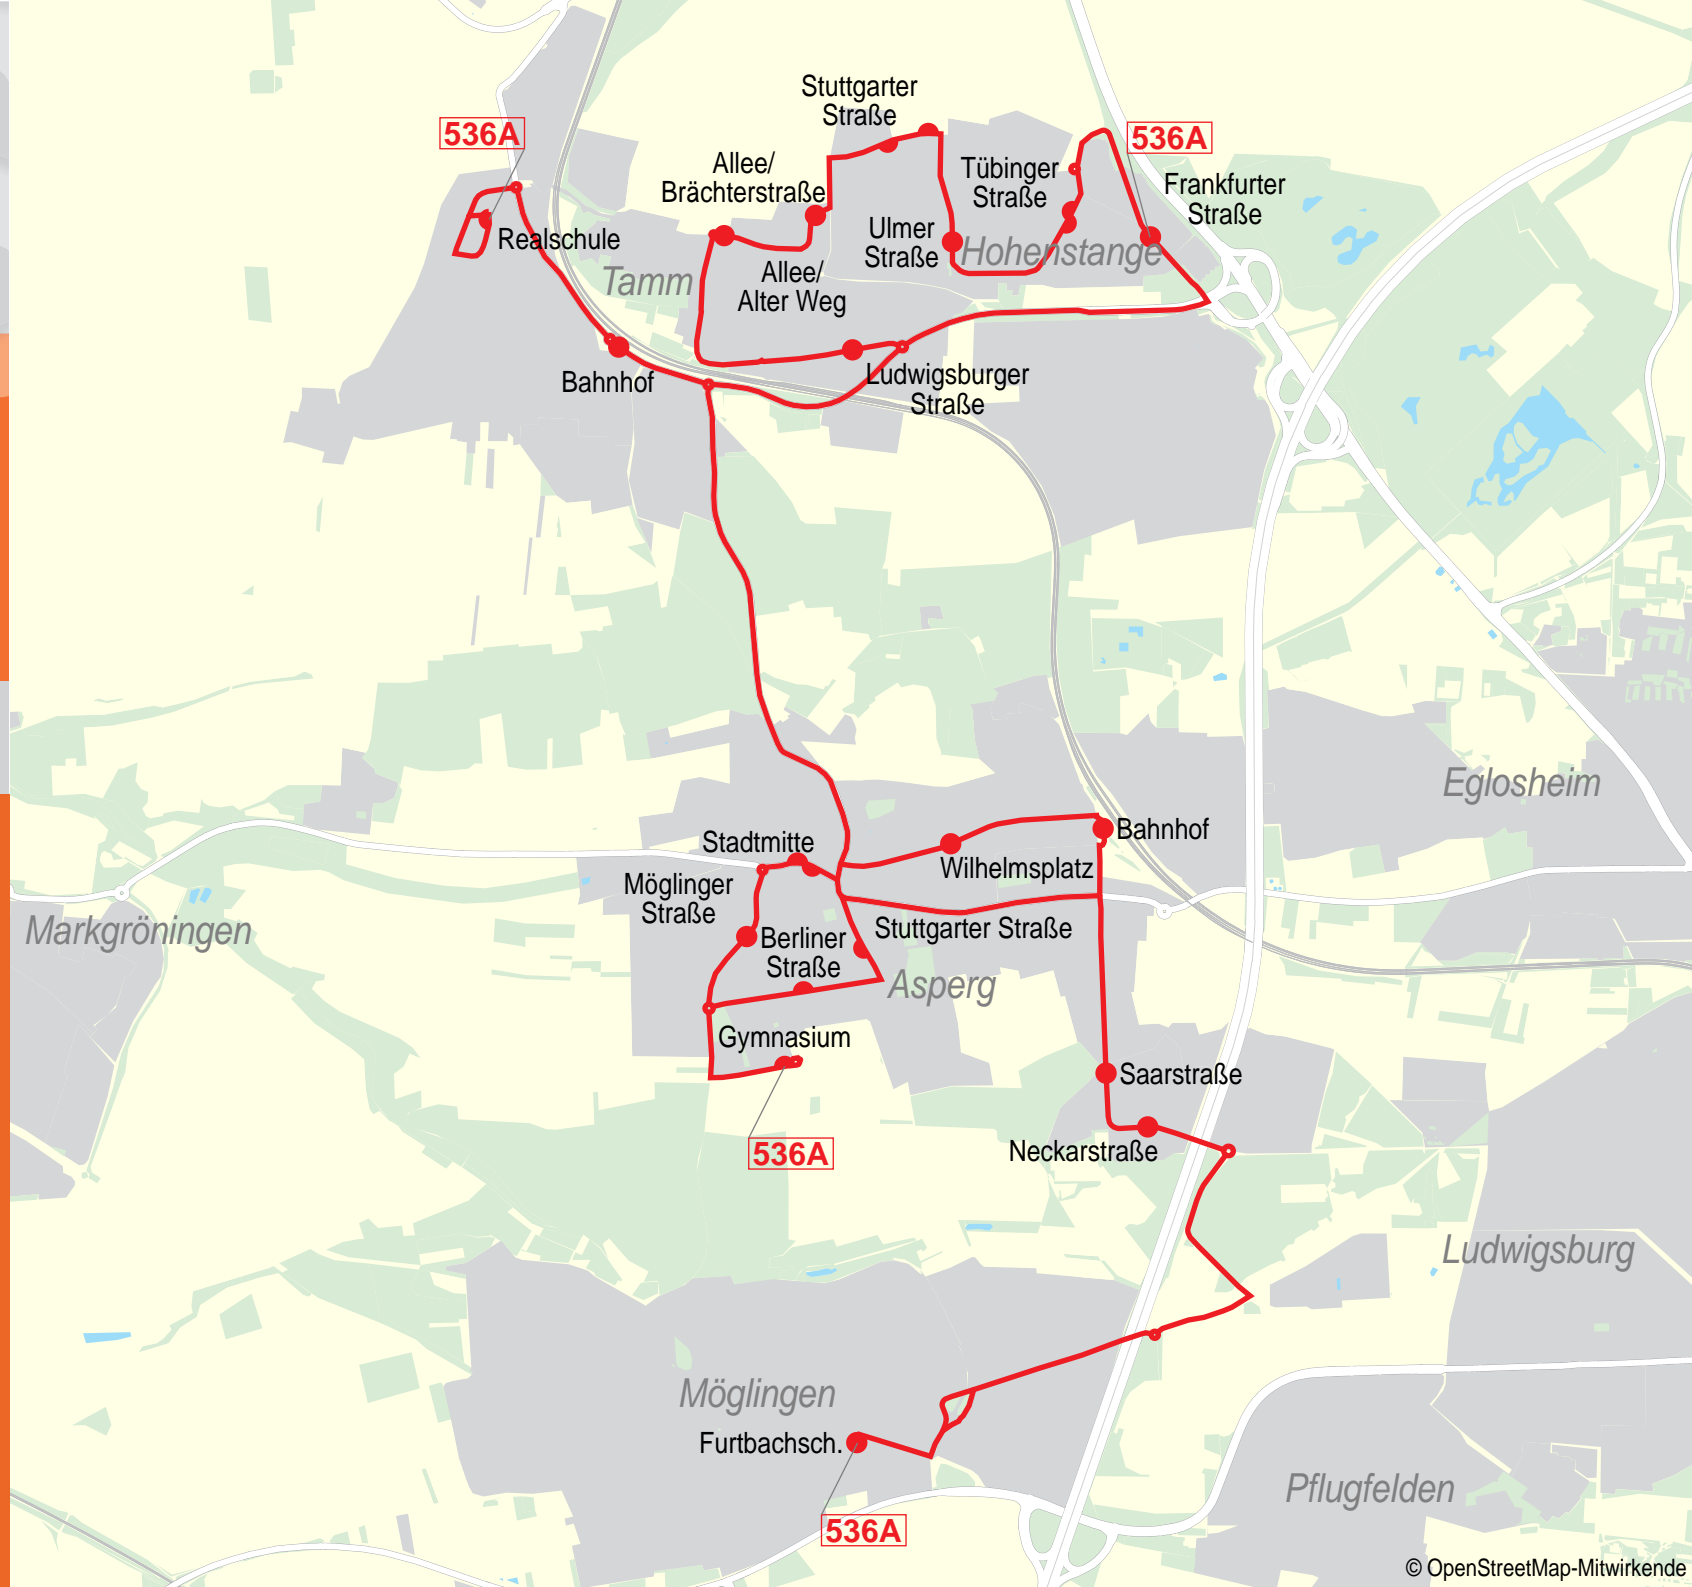 Stuttgarter
Straße
536A
536A
Allee/
Brächterstraße
Tübinger
Straße
Frankfurter
Straße
Ulmer
Straße
Realschule
Hohenstange
Tamm
Allee/
Alter Weg
Bahnhof
Ludwigsburger
Straße
Eglosheim
Bahnhof
Stadtmitte
Wilhelmsplatz
Möglinger
Straße
Markgröningen
Berliner
Straße
Stuttgarter Straße
Asperg
Gymnasium
Saarstraße
536A
Neckarstraße
Ludwigsburg
Möglingen
Furtbachsch.
Pflugfelden
536A
© OpenStreetMap-Mitwirkende